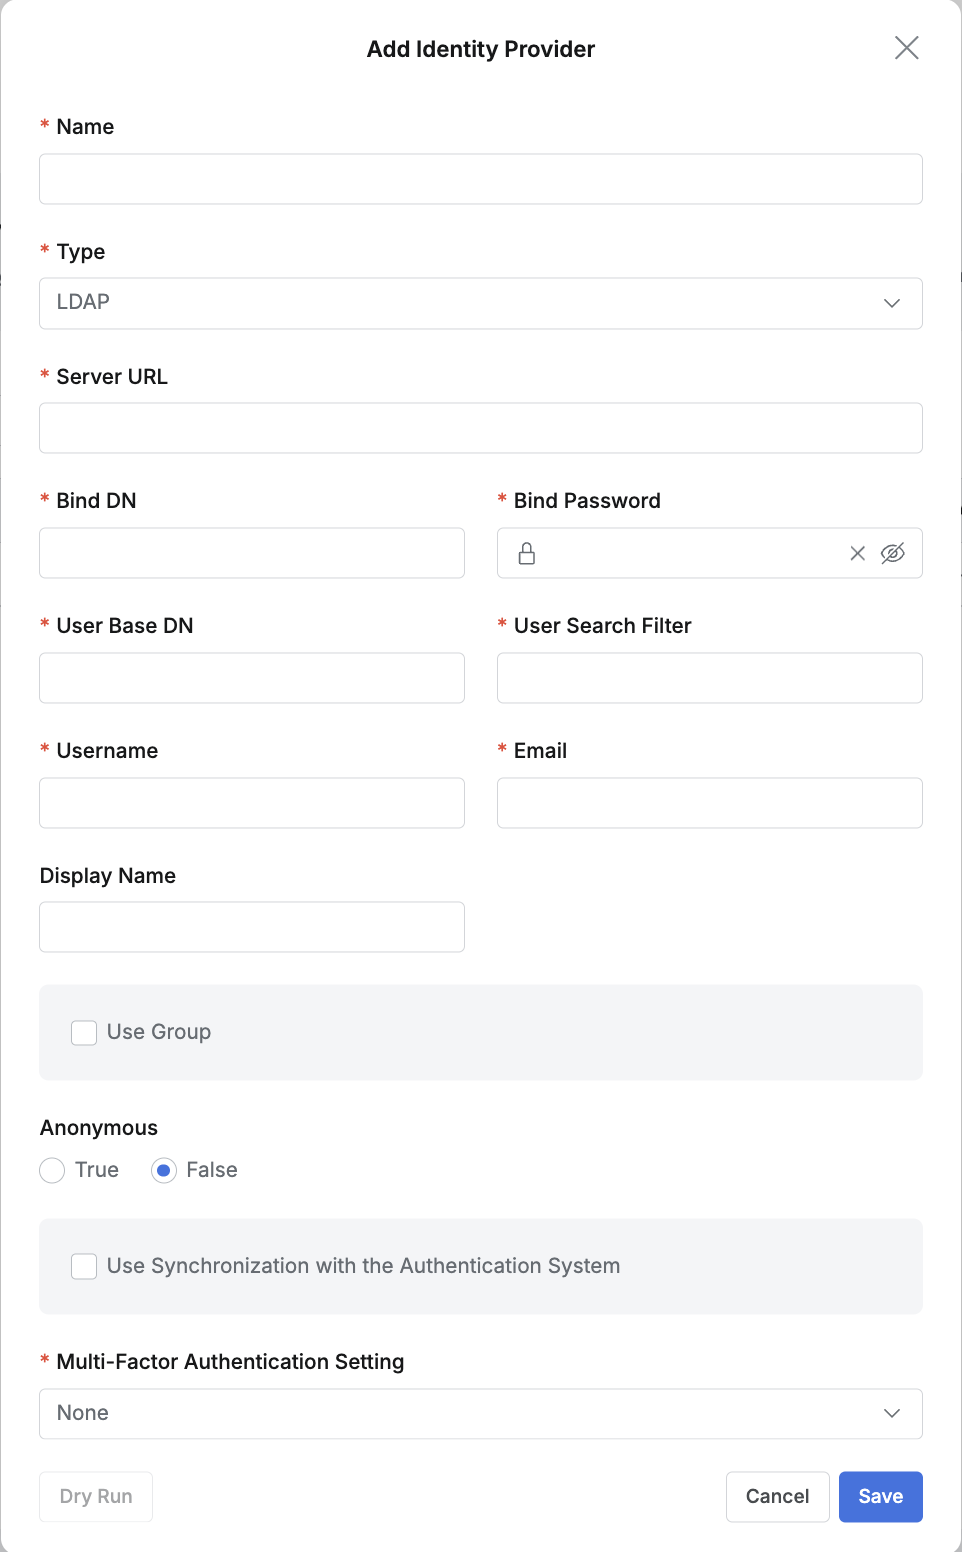 Add Identity Provider
* Name
* Type
LDAP
* Server URL
* Bind DN
* Bind Password
* User Base DN
* User Search Filter
* Username
* Email
Display Name
Use Group
Anonymous
True
False
Use Synchronization with the Authentication System
* Multi-Factor Authentication Setting
None
Dry Run
Cancel
Save